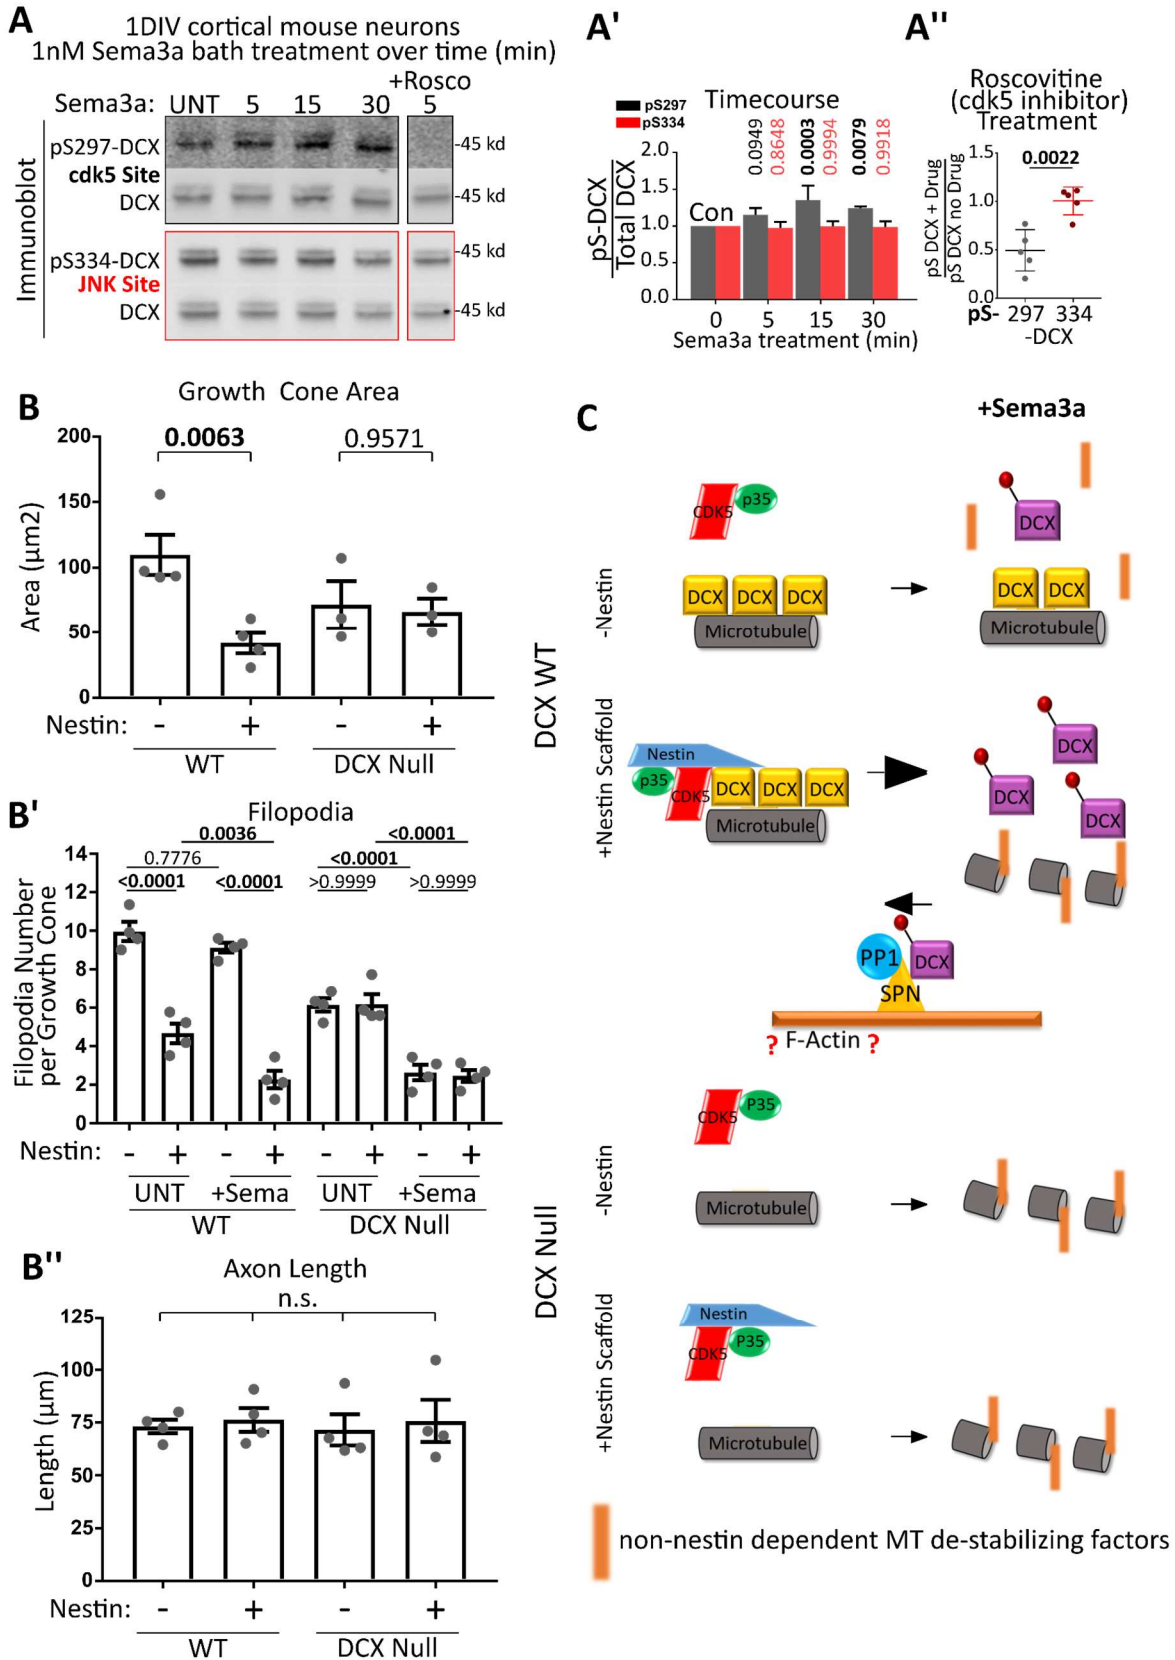 A
1DIV cortical mouse neurons
1nM Sema3a bath treatment over time (min)
+Rosco
Sema3a: UNT 5 15 30 5
Immunoblot
pS297-DCX
cdk5 Site
DCX
-45 kd
-45 kd
pS334-DCX
JNK Site
DCX
-45 kd
-45 kd
A'
pS297
pS334
Timecourse
0.0949 0.8648 0.0003 0.9994 0.0079 0.9918
pS-DCX
Total DCX
2.0
1.5
1.0
0.5
0.0
Con
0 5 15 30
Sema3a treatment (min)
A''
Roscovitine
(cdk5 inhibitor)
Treatment
0.0022
pS DCX + Drug
pS DCX no Drug
1.5
1.0
0.5
0.0
pS- 297 334
-DCX
B
Growth Cone Area
0.0063 0.9571
Area (µm2)
200
150
100
50
0
Nestin: - + - +
WT DCX Null
B'
Filopodia
0.0036 <0.0001
0.7776 <0.0001
<0.0001 <0.0001 >0.9999 >0.9999
Filopodia Number
per Growth Cone
14
12
10
8
6
4
2
0
Nestin: - + - + - + - +
UNT +Sema UNT +Sema
WT DCX Null
B''
Axon Length
n.s.
Length (µm)
125
100
75
50
25
0
Nestin: - + - +
WT DCX Null
C
+Sema3a
DCX WT
-Nestin
CDK5 p35
DCX DCX DCX
Microtubule
DCX
DCX DCX
Microtubule
+Nestin Scaffold
Nestin
p35 CDK5 DCX DCX DCX
Microtubule
DCX
DCX
DCX
PP1 DCX
SPN
? F-Actin ?
DCX Null
-Nestin
CDK5 P35
Microtubule
+Nestin Scaffold
Nestin
CDK5 P35
Microtubule
non-nestin dependent MT de-stabilizing factors